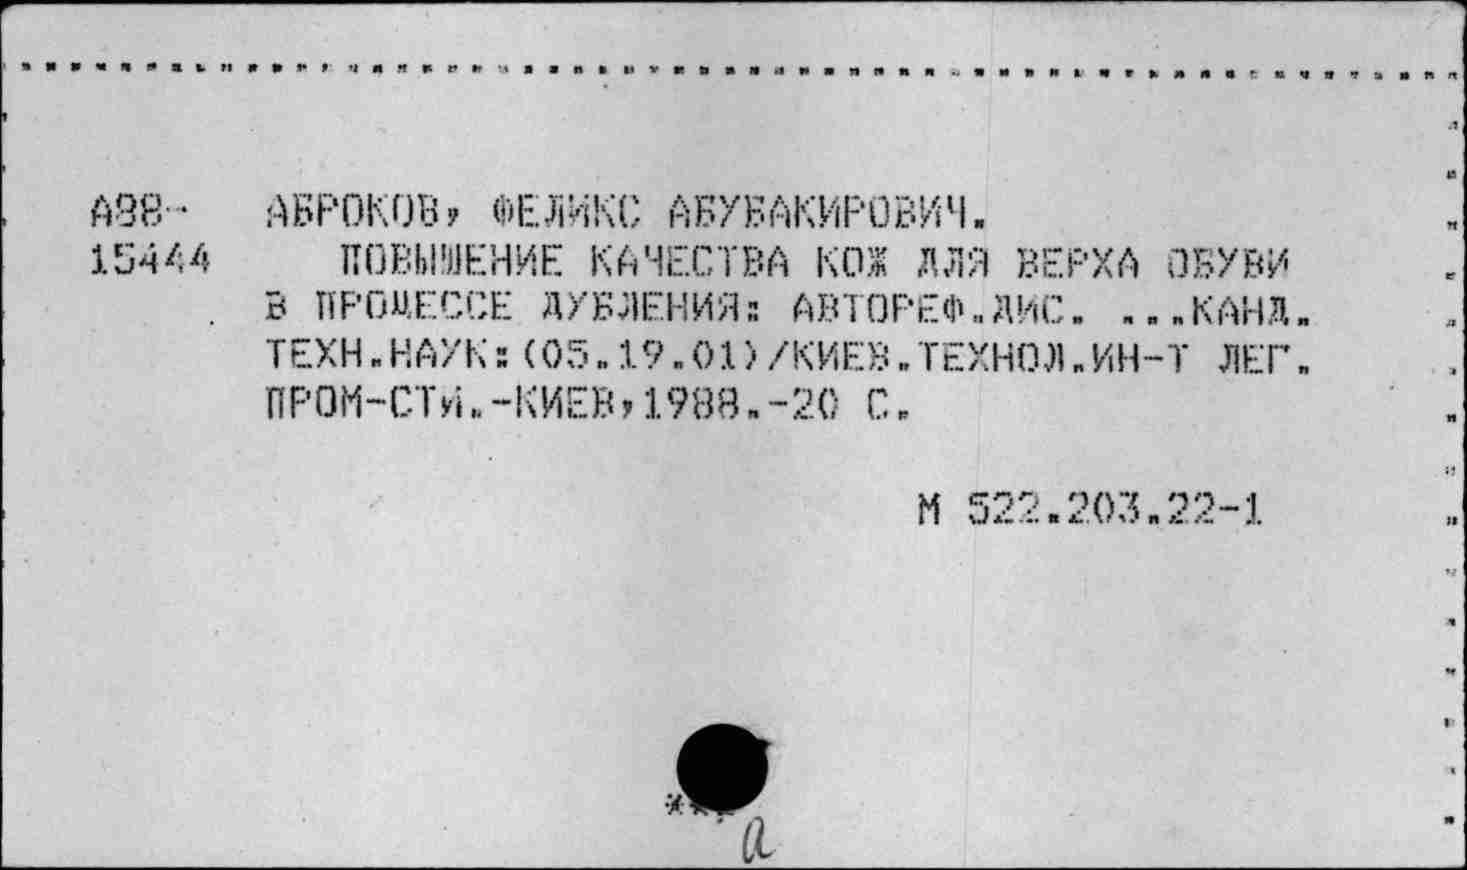 А88-
15444
АБРОКОВ, ФЕЛИКС АБУБАКИРОВИЧ.
ПОВЫШЕНИЕ КАЧЕСТВА КОЖ ДЛЯ ВЕРХА ОБУВИ
В ПРОЦЕССЕ ДУБЛЕНИЯ: АВТОРЕФ.ДИС. ...КАНД.
ТЕХН.НАУК:(05.19.01)/КИЕВ.ТЕХНОЛ.ИН-Т ЛЕГ.
ПРОМ-СТИ.-КИЕВ,1988.-20 С.
М 522.203.22-1
а